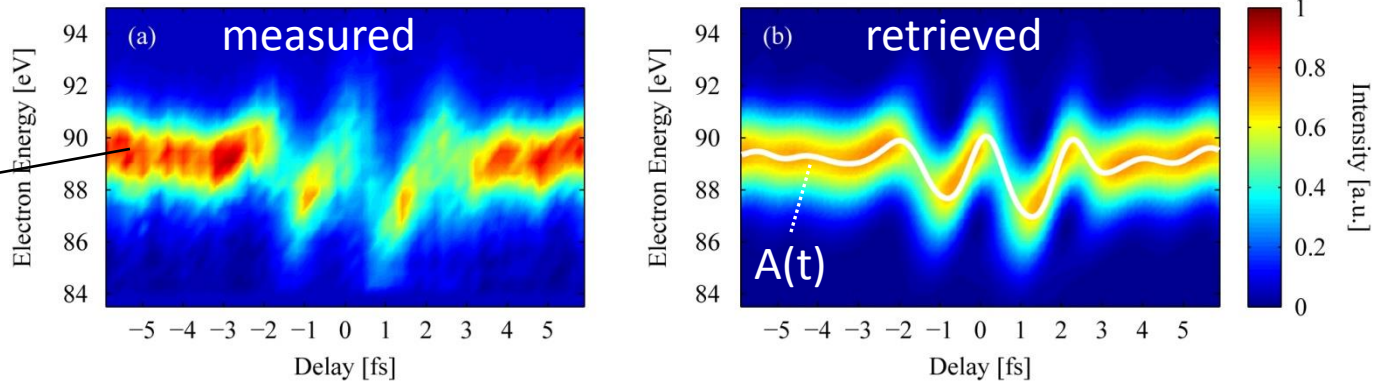 (a) measured
Electron Energy [eV]
94
92
90
88
86
84
−5 −4 −3 −2 −1 0 1 2 3 4 5
Delay [fs]
(b) retrieved
Electron Energy [eV]
94
92
90
88
86
84
A(t)
−5 −4 −3 −2 −1 0 1 2 3 4 5
Delay [fs]
1
0.8
0.6
0.4
0.2
0
Intensity [a.u.]